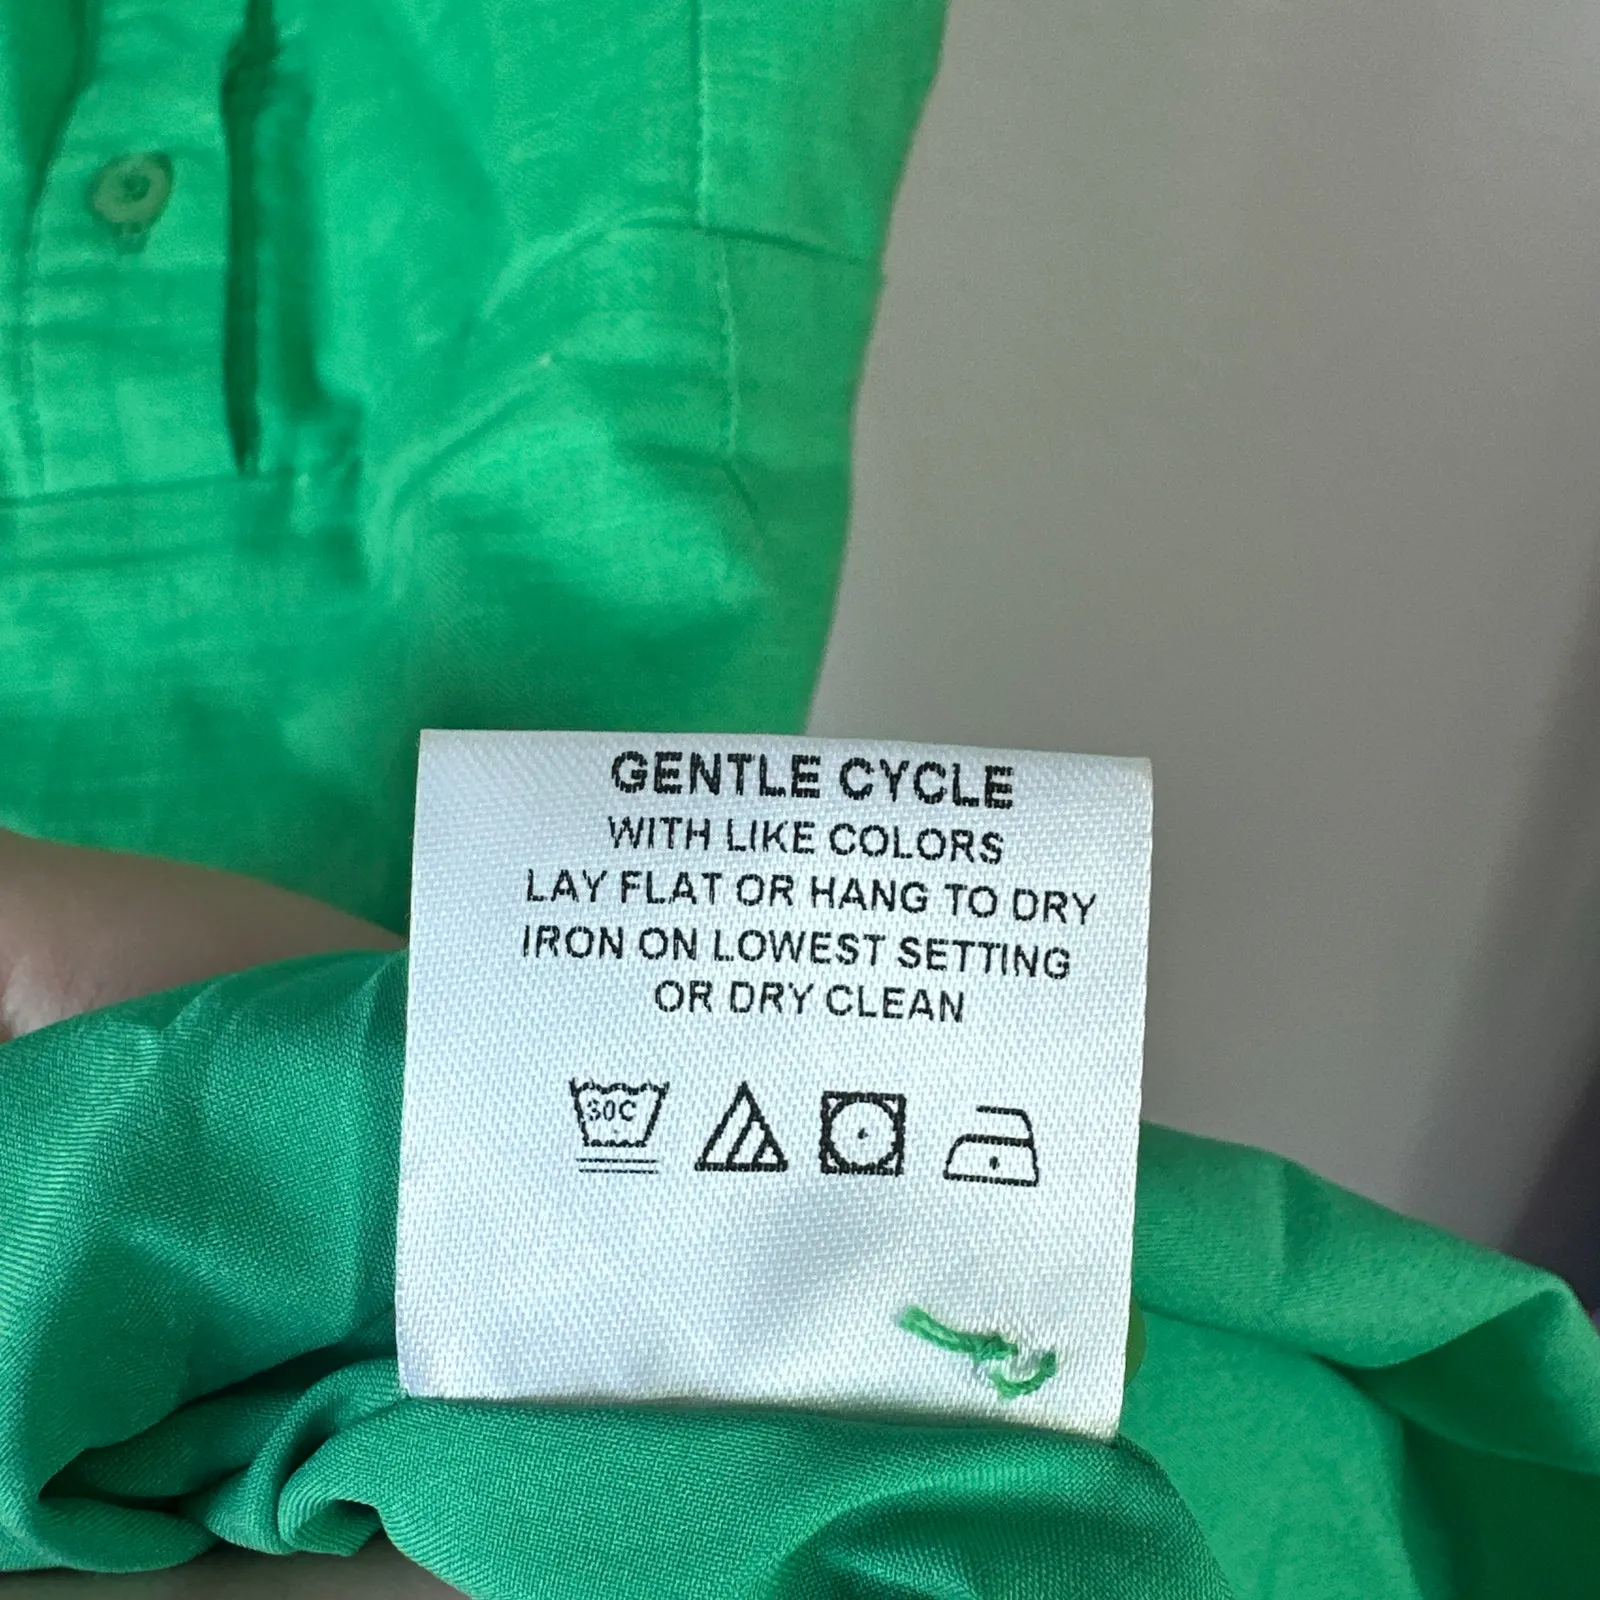 GENTLE CYCLE
WITH LIKE COLORS
LAY FLAT OR HANG TO DRY
IRON ON LOWEST SETTING
OR DRY CLEAN
30C